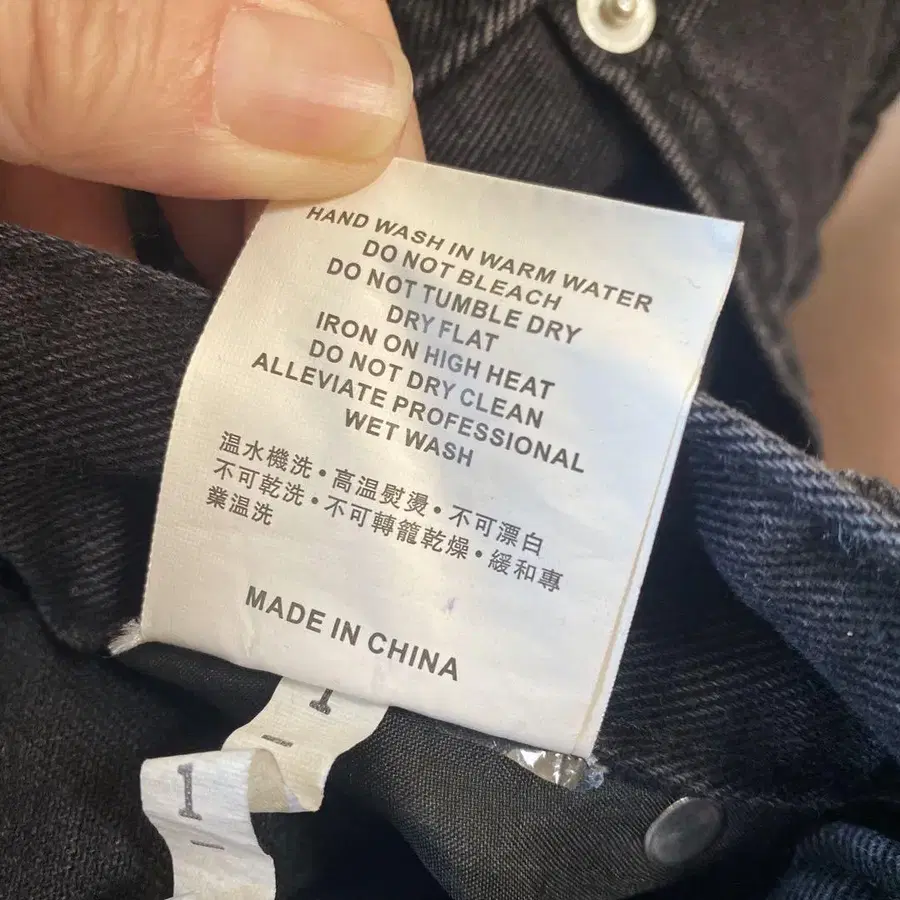 HAND WASH IN WARM WATER
DO NOT BLEACH
DO NOT TUMBLE DRY
DRY FLAT
IRON ON HIGH HEAT
DO NOT DRY CLEAN
ALLEVIATE PROFESSIONAL
WET WASH
温水機洗•高温熨燙•不可漂白
不可乾洗•不可轉籠乾燥•緩和專
業温洗
MADE IN CHINA
1
1